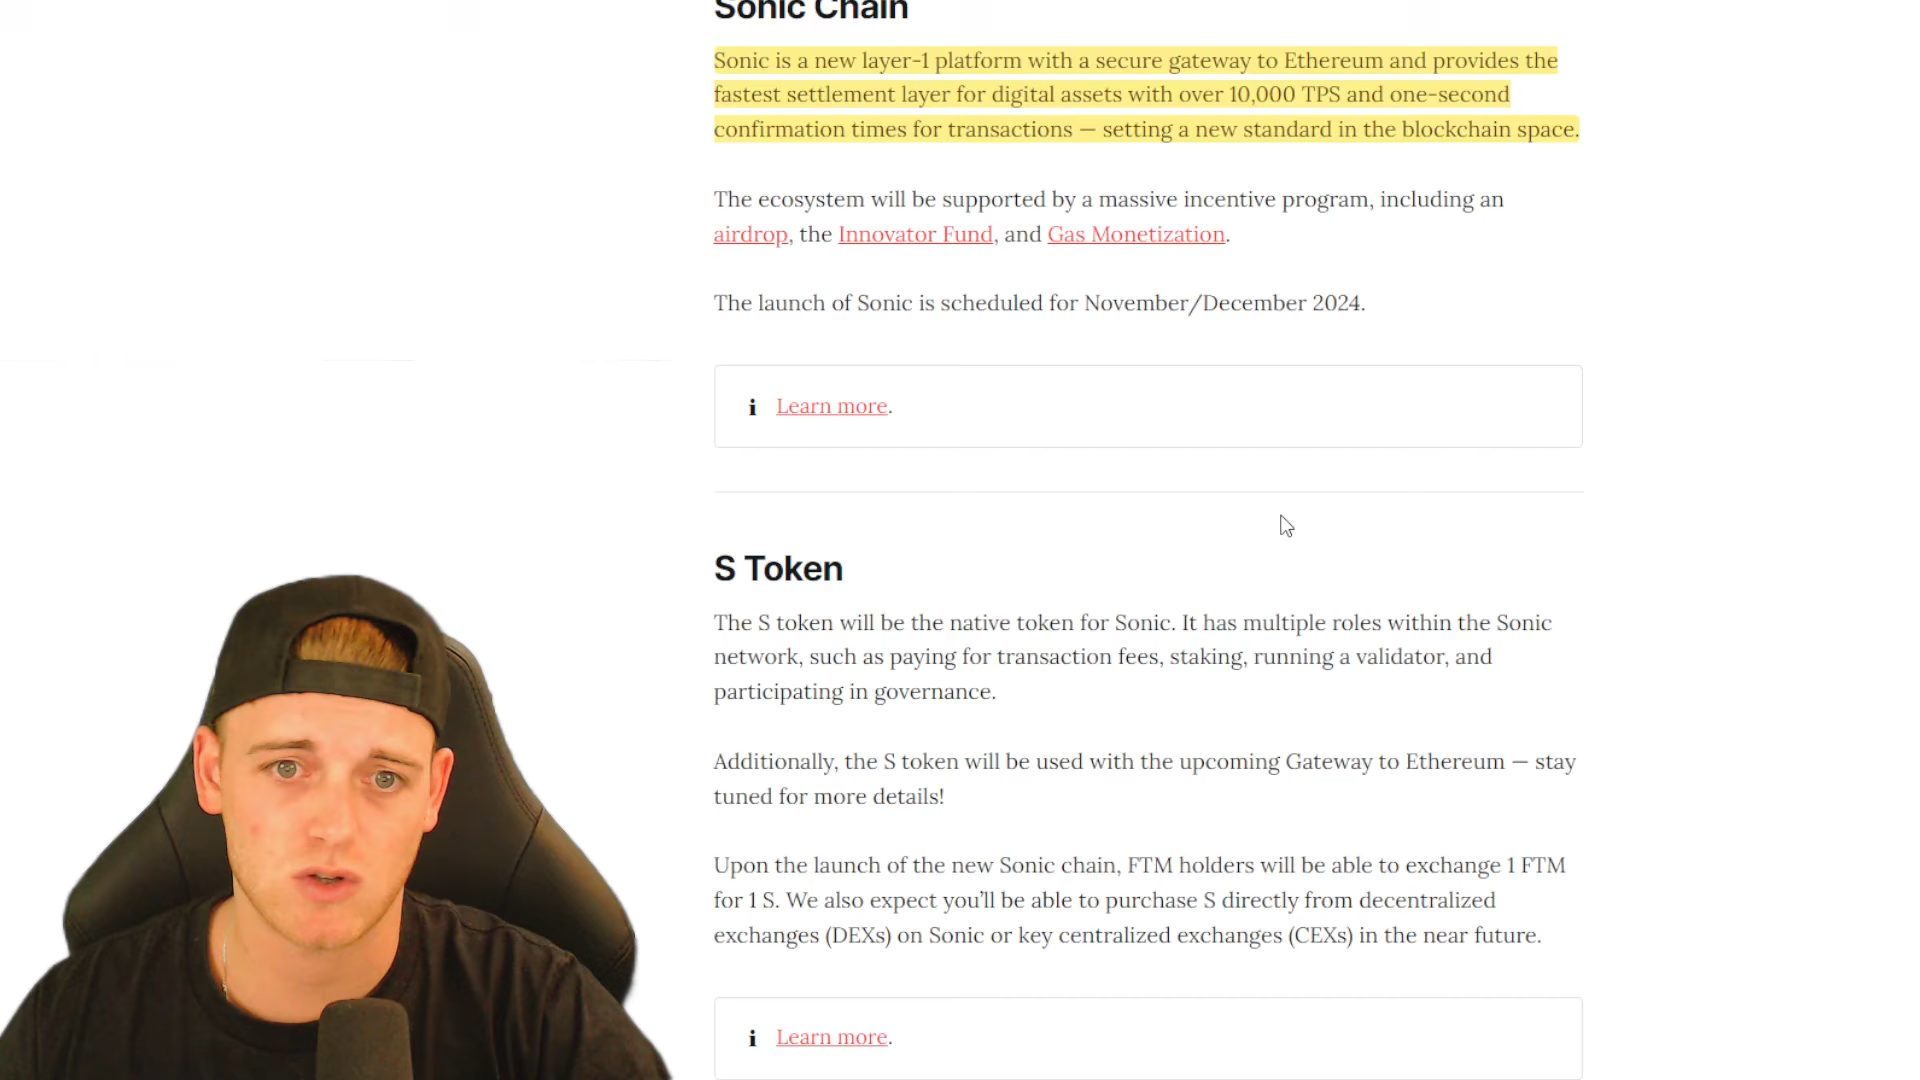 Sonic Chain
Sonic is a new layer-1 platform with a secure gateway to Ethereum and provides the
fastest settlement layer for digital assets with over 10,000 TPS and one-second
confirmation times for transactions — setting a new standard in the blockchain space.
The ecosystem will be supported by a massive incentive program, including an
airdrop, the Innovator Fund, and Gas Monetization.
The launch of Sonic is scheduled for November/December 2024.
i Learn more.
S Token
The S token will be the native token for Sonic. It has multiple roles within the Sonic
network, such as paying for transaction fees, staking, running a validator, and
participating in governance.
Additionally, the S token will be used with the upcoming Gateway to Ethereum — stay
tuned for more details!
Upon the launch of the new Sonic chain, FTM holders will be able to exchange 1 FTM
for 1 S. We also expect you’ll be able to purchase S directly from decentralized
exchanges (DEXs) on Sonic or key centralized exchanges (CEXs) in the near future.
i Learn more.